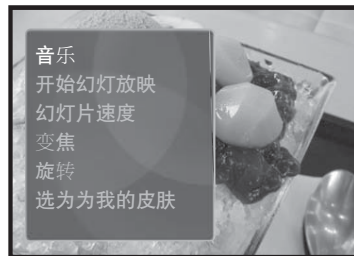 音乐
开始幻灯放映
幻灯片速度
变焦
旋转
选为为我的皮肤